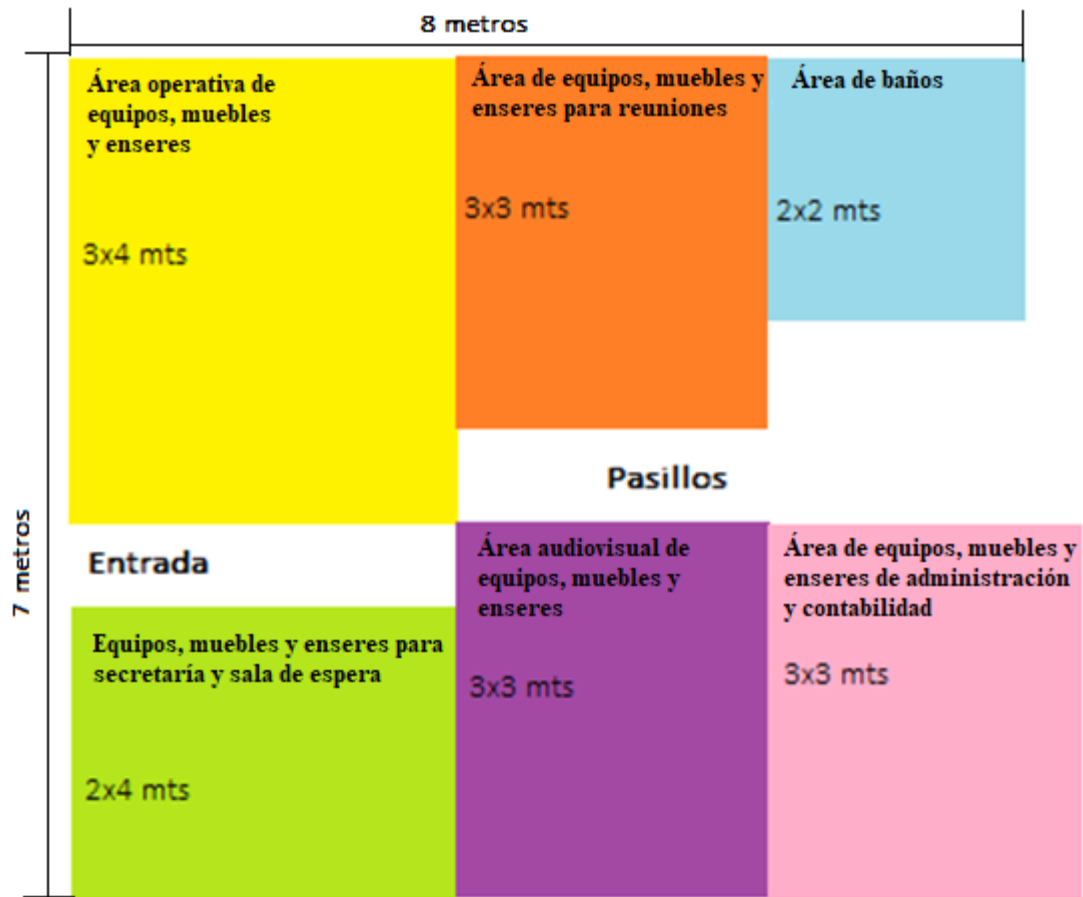 8 metros
Área operativa de
equipos, muebles
y enseres
3x4 mts
Área de equipos, muebles y
enseres para reuniones
3x3 mts
Área de baños
2x2 mts
Pasillos
7 metros
Entrada
Equipos, muebles y enseres para
secretaría y sala de espera
2x4 mts
Área audiovisual de
equipos, muebles y
enseres
3x3 mts
Área de equipos, muebles y
enseres de administración
y contabilidad
3x3 mts